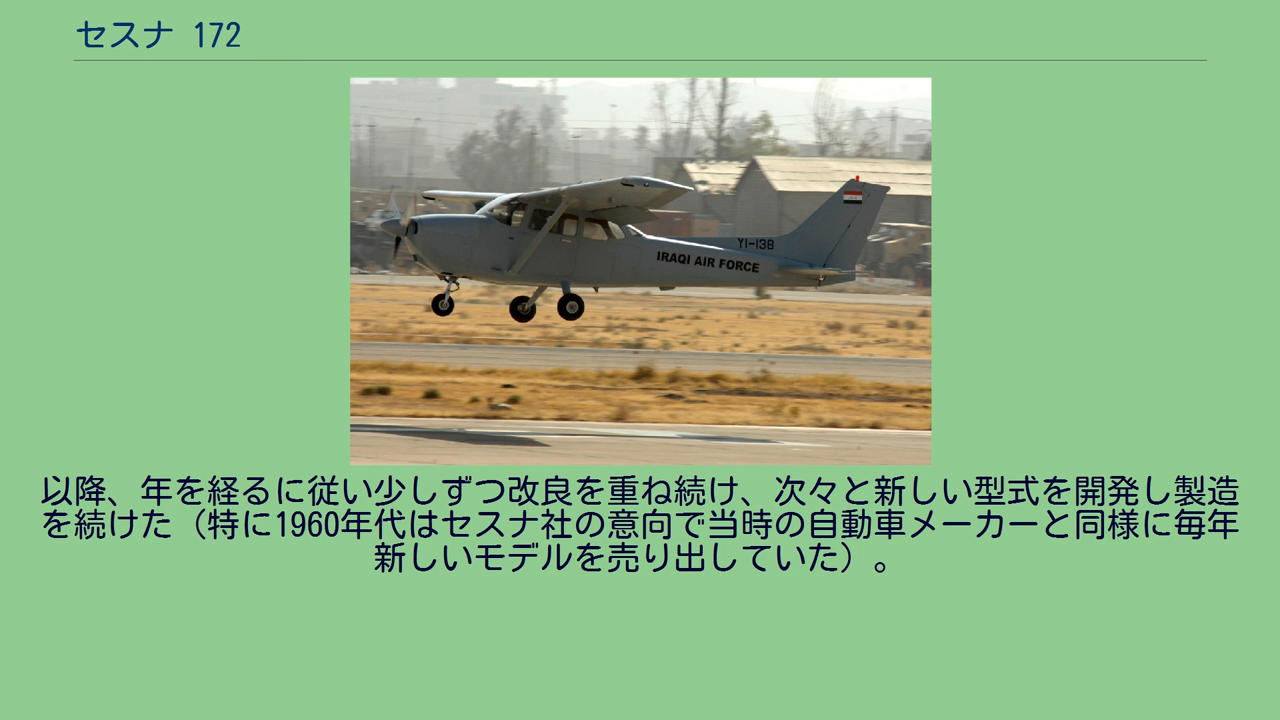 セスナ 172
YI-138
IRAQI AIR FORCE
以降、年を経るに従い少しずつ改良を重ね続け、次々と新しい型式を開発し製造
を続けた（特に1960年代はセスナ社の意向で当時の自動車メーカーと同様に毎年
新しいモデルを売り出していた）。